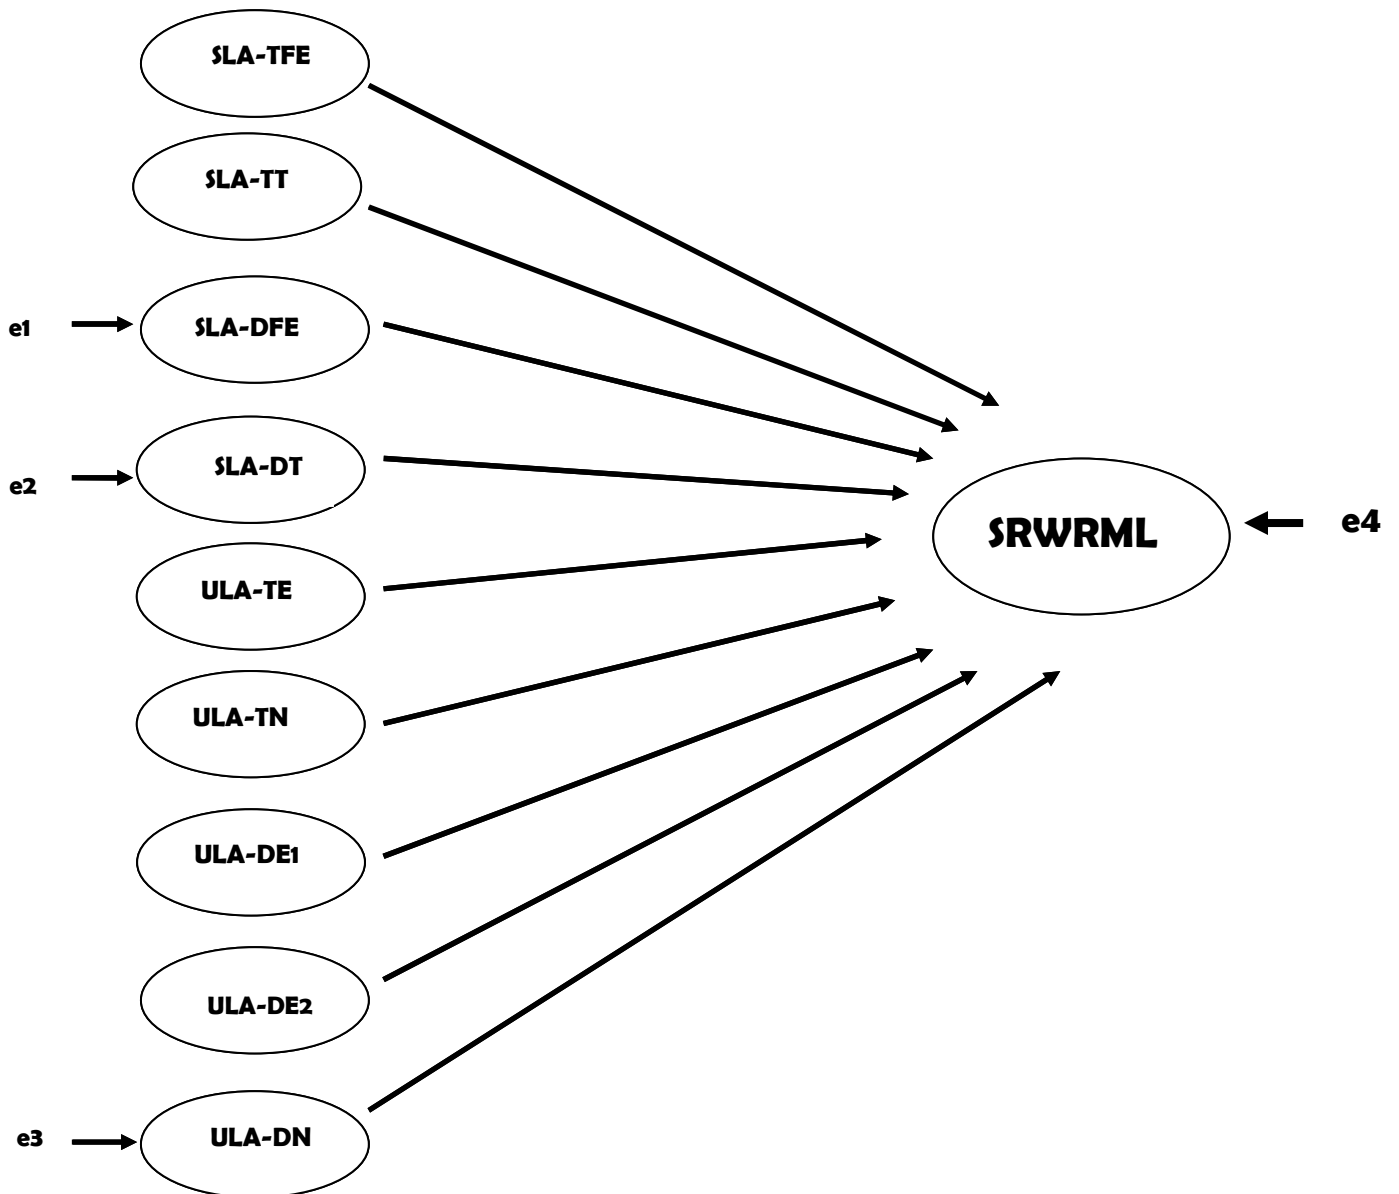 SLA-TFE
SLA-TT
e1
SLA-DFE
e2
SLA-DT
ULA-TE
ULA-TN
ULA-DE1
ULA-DE2
e3
ULA-DN
SRWRML
e4